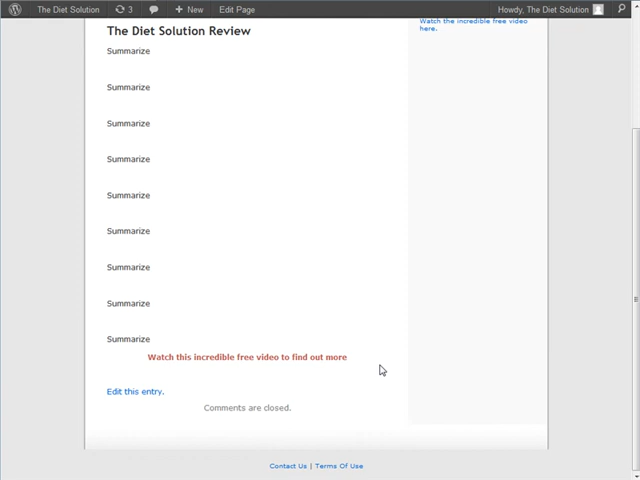 The Diet Solution 3 + New Edit Page Howdy, The Diet Solution
The Diet Solution Review
Watch the incredible free video
here.
Summarize
Summarize
Summarize
Summarize
Summarize
Summarize
Summarize
Summarize
Summarize
Watch this incredible free video to find out more
Edit this entry.
Comments are closed.
Contact Us | Terms Of Use